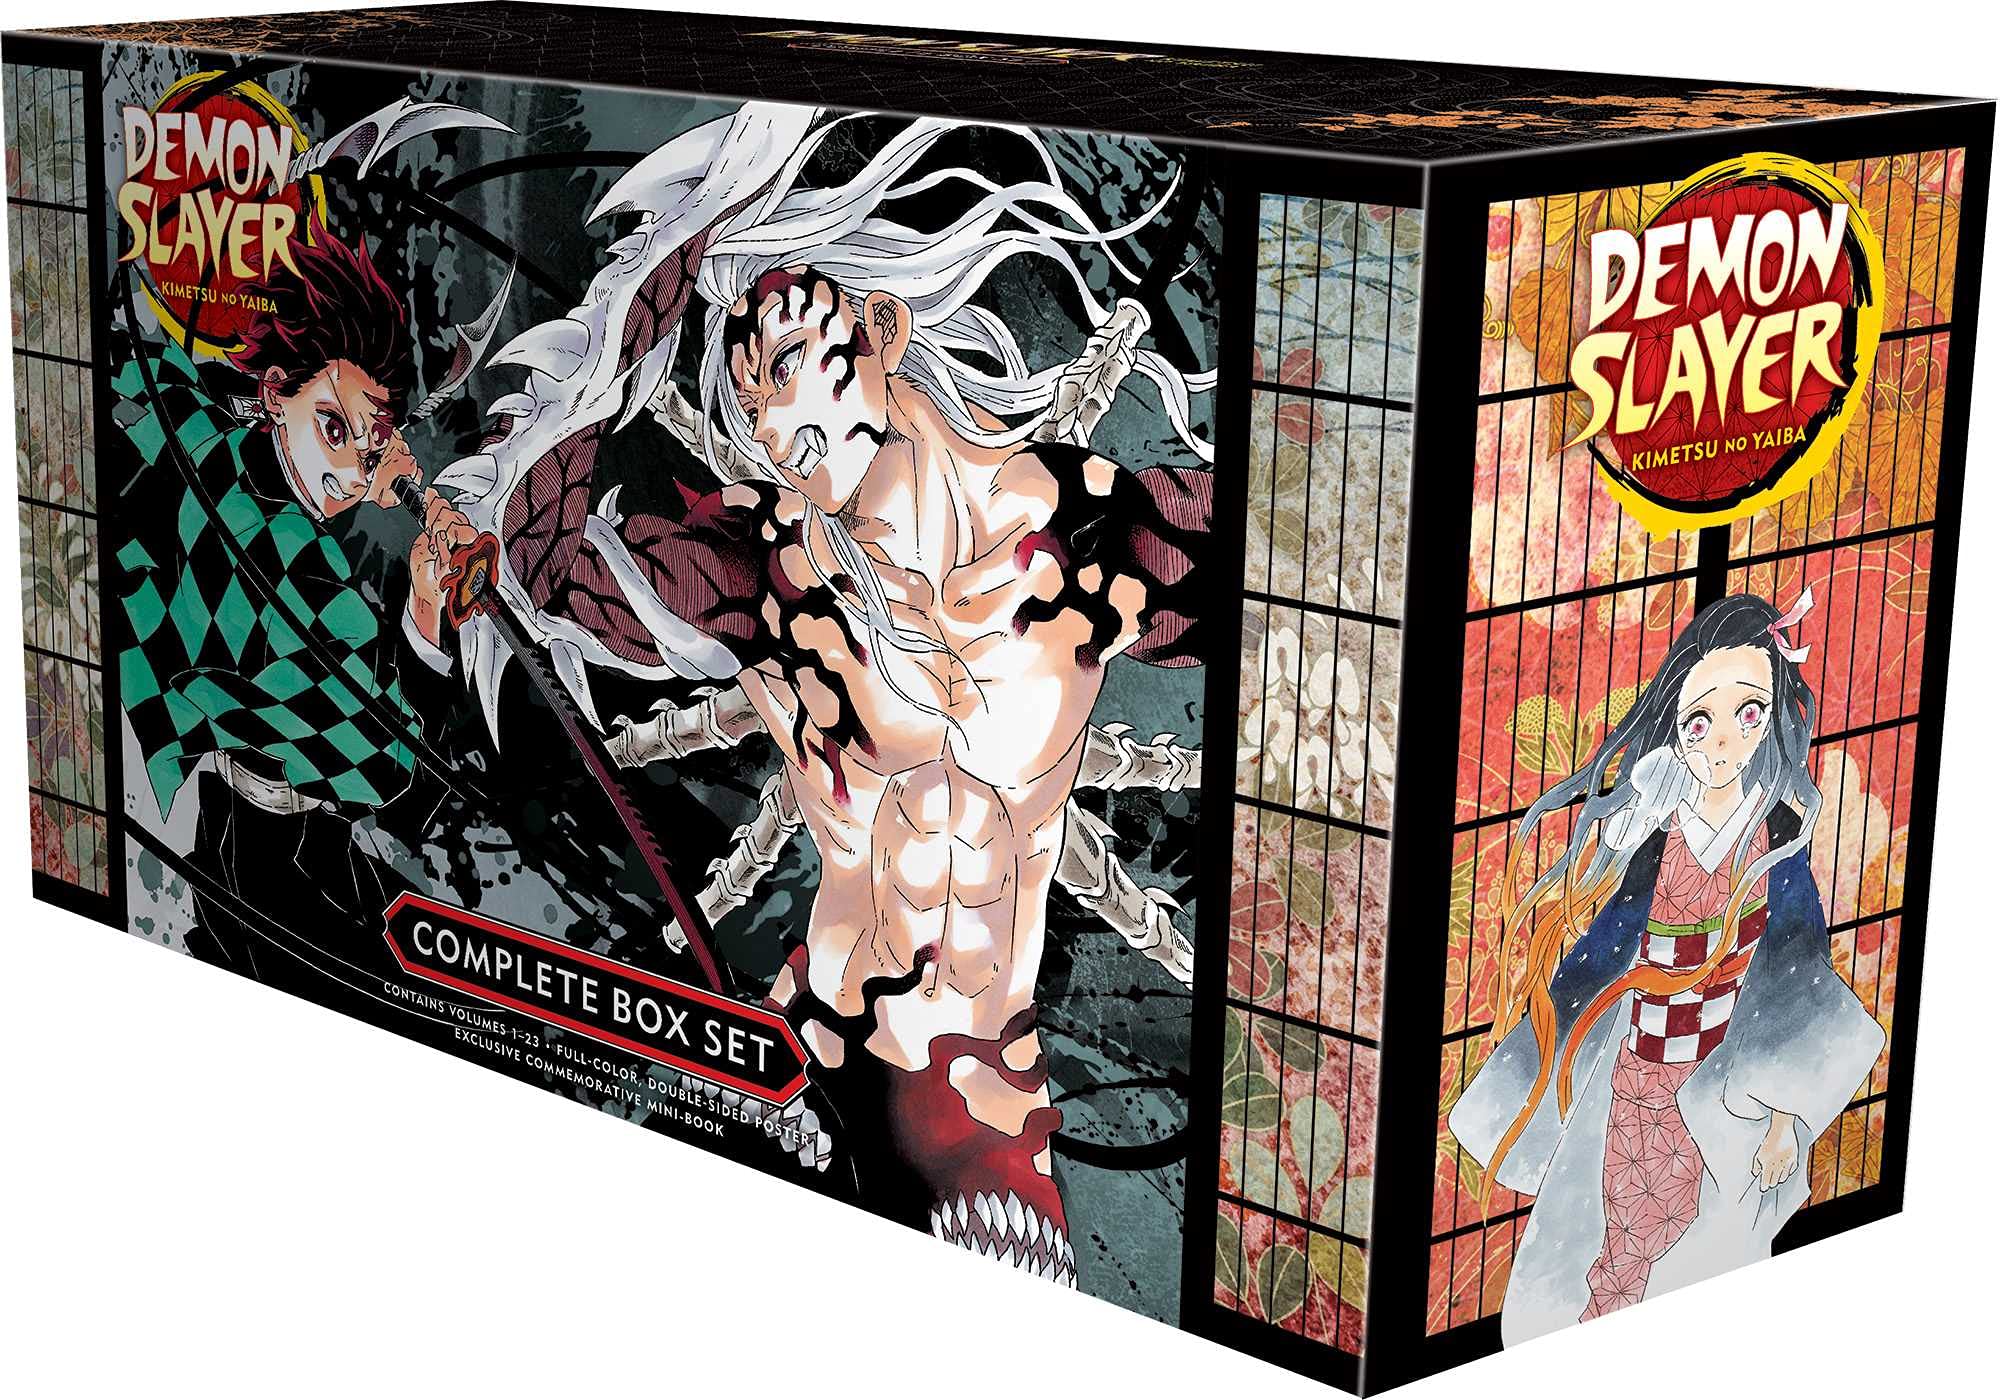 DEMON
SLAYER
KIMETSU NO YAIBA
COMPLETE BOX SET
CONTAINS VOLUMES 1–23 • FULL-COLOR, DOUBLE-SIDED POSTER
EXCLUSIVE COMMEMORATIVE MINI-BOOK
DEMON
SLAYER
KIMETSU NO YAIBA